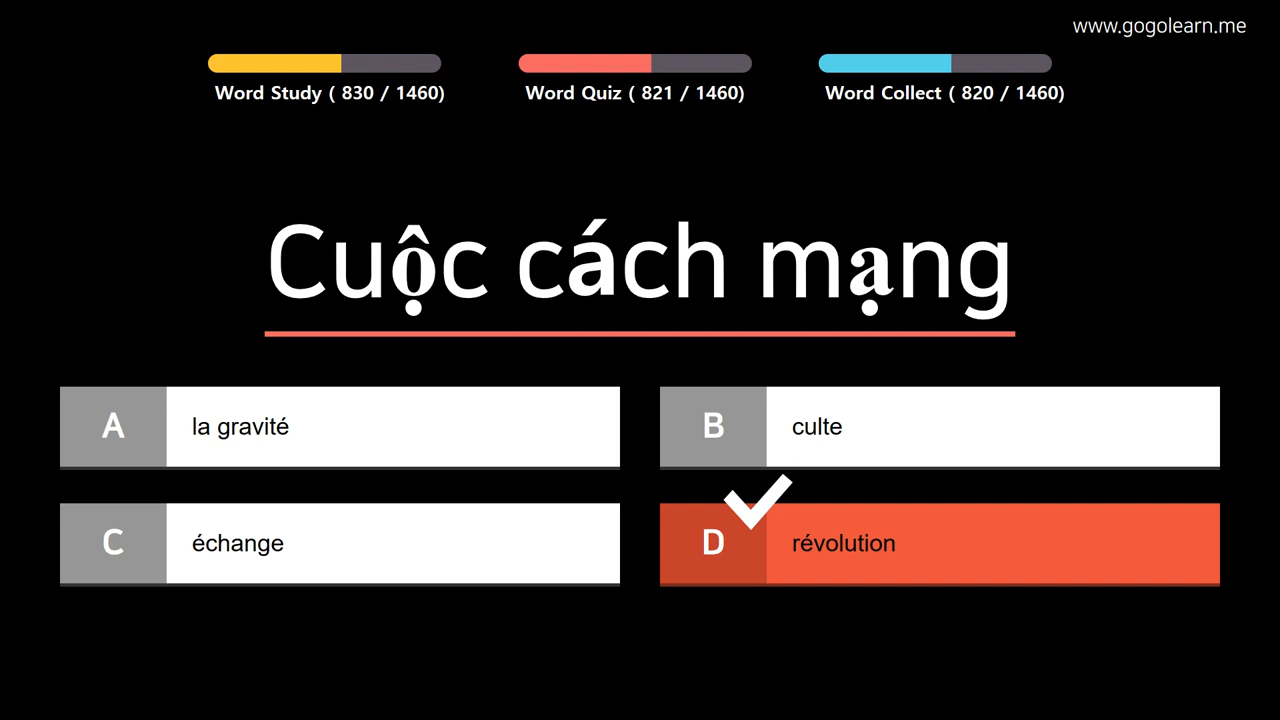 www.gogolearn.me
Word Study ( 830 / 1460)
Word Quiz ( 821 / 1460)
Word Collect ( 820 / 1460)
Cuộc cách mạng
A la gravité
B culte
C échange
D révolution